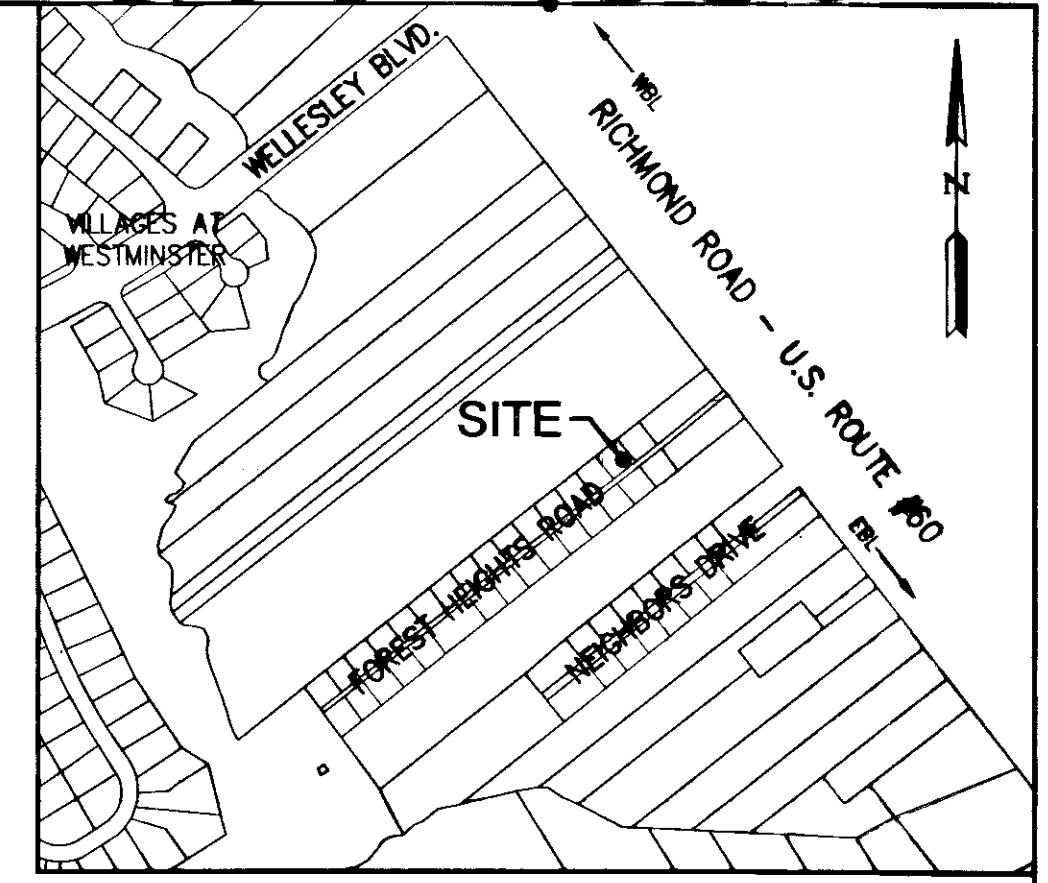 WELLESLEY BLVD.
WBL
RICHMOND ROAD - U.S. ROUTE #60
N
VILLAGES AT
WESTMINSTER
SITE
FOREST HEIGHTS ROAD
NEIGHBORS DRIVE
EBL